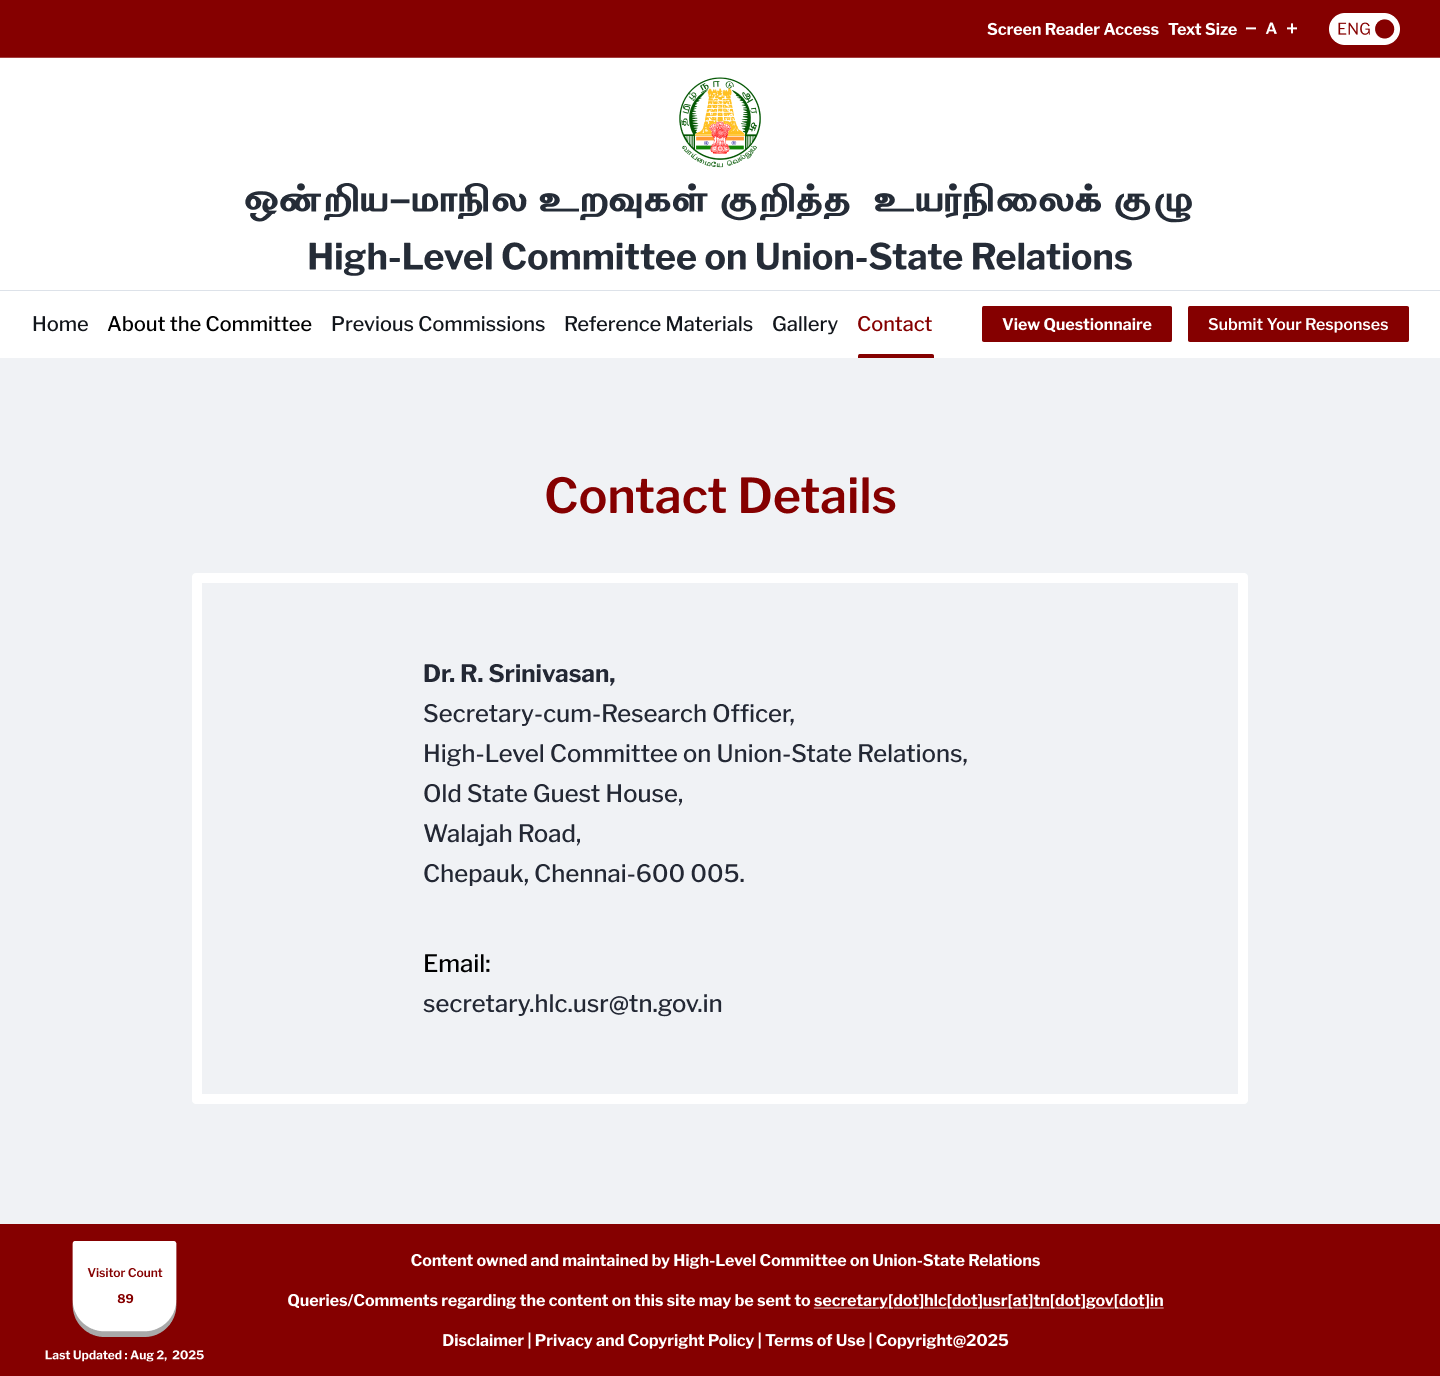 Screen Reader Access Text Size − A + ENG
தமிழ்நாடு அரசு
வாய்மையே வெல்லும்
ஒன்றிய–மாநில உறவுகள் குறித்த உயர்நிலைக் குழு
High-Level Committee on Union-State Relations
Home About the Committee Previous Commissions Reference Materials Gallery Contact View Questionnaire Submit Your Responses
Contact Details
Dr. R. Srinivasan,
Secretary-cum-Research Officer,
High-Level Committee on Union-State Relations,
Old State Guest House,
Walajah Road,
Chepauk, Chennai-600 005.
Email:
secretary.hlc.usr@tn.gov.in
Visitor Count
89
Last Updated : Aug 2, 2025
Content owned and maintained by High-Level Committee on Union-State Relations
Queries/Comments regarding the content on this site may be sent to secretary[dot]hlc[dot]usr[at]tn[dot]gov[dot]in
Disclaimer | Privacy and Copyright Policy | Terms of Use | Copyright@2025